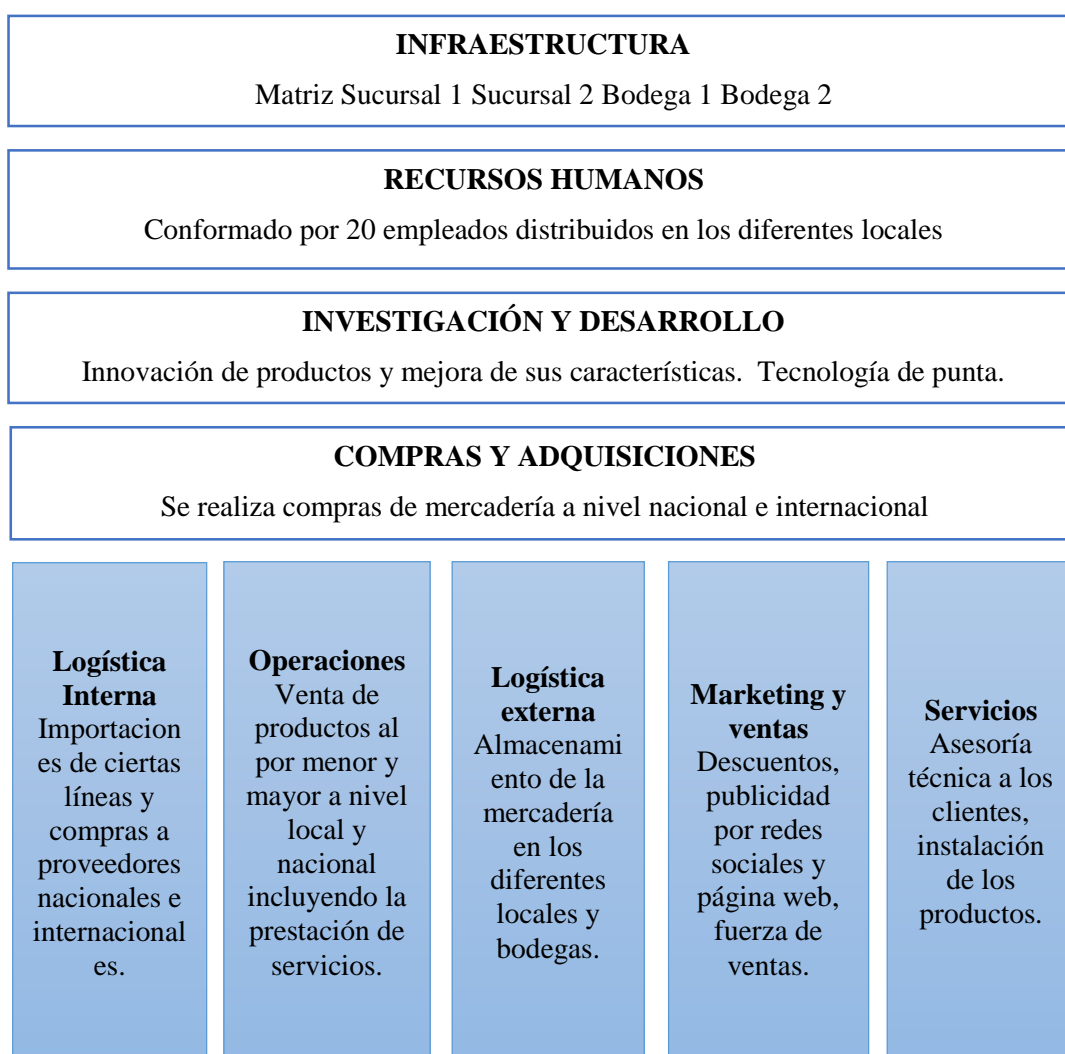 INFRAESTRUCTURA
Matriz Sucursal 1 Sucursal 2 Bodega 1 Bodega 2
RECURSOS HUMANOS
Conformado por 20 empleados distribuidos en los diferentes locales
INVESTIGACIÓN Y DESARROLLO
Innovación de productos y mejora de sus características. Tecnología de punta.
COMPRAS Y ADQUISICIONES
Se realiza compras de mercadería a nivel nacional e internacional
Logística
Interna
Importacion
es de ciertas
líneas y
compras a
proveedores
nacionales e
internacional
es.
Operaciones
Venta de
productos al
por menor y
mayor a nivel
local y
nacional
incluyendo la
prestación de
servicios.
Logística
externa
Almacenami
ento de la
mercadería
en los
diferentes
locales y
bodegas.
Marketing y
ventas
Descuentos,
publicidad
por redes
sociales y
página web,
fuerza de
ventas.
Servicios
Asesoría
técnica a los
clientes,
instalación
de los
productos.